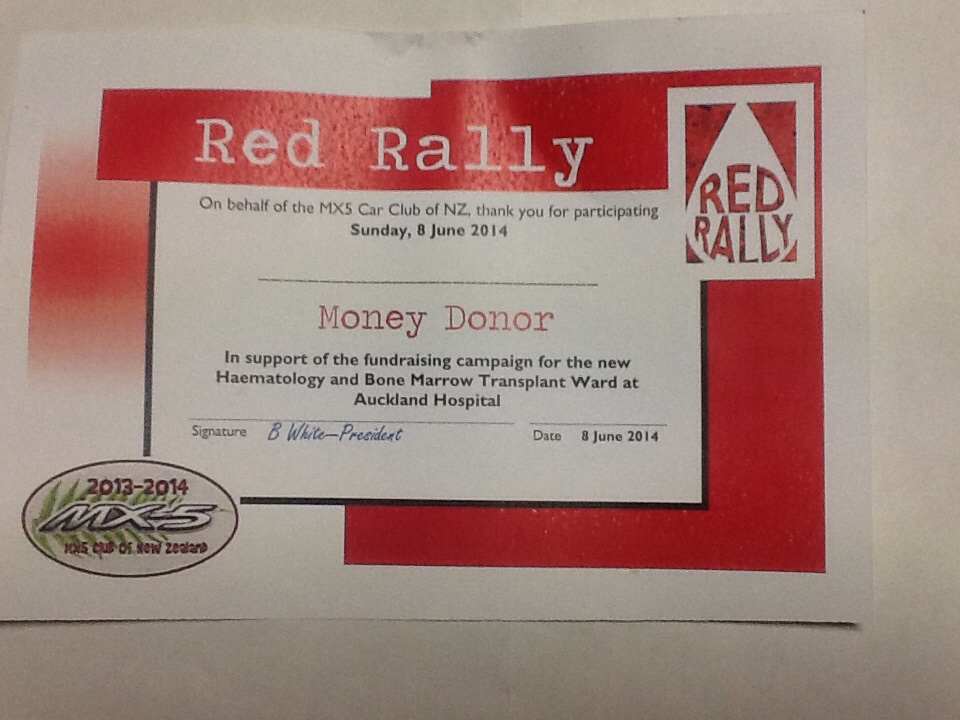 Red Rally
RED
RALLY
On behalf of the MX5 Car Club of NZ, thank you for participating
Sunday, 8 June 2014
Money Donor
In support of the fundraising campaign for the new
Haematology and Bone Marrow Transplant Ward at
Auckland Hospital
Signature B White—President
Date 8 June 2014
2013-2014
MX-5
MX5 Club of New Zealand